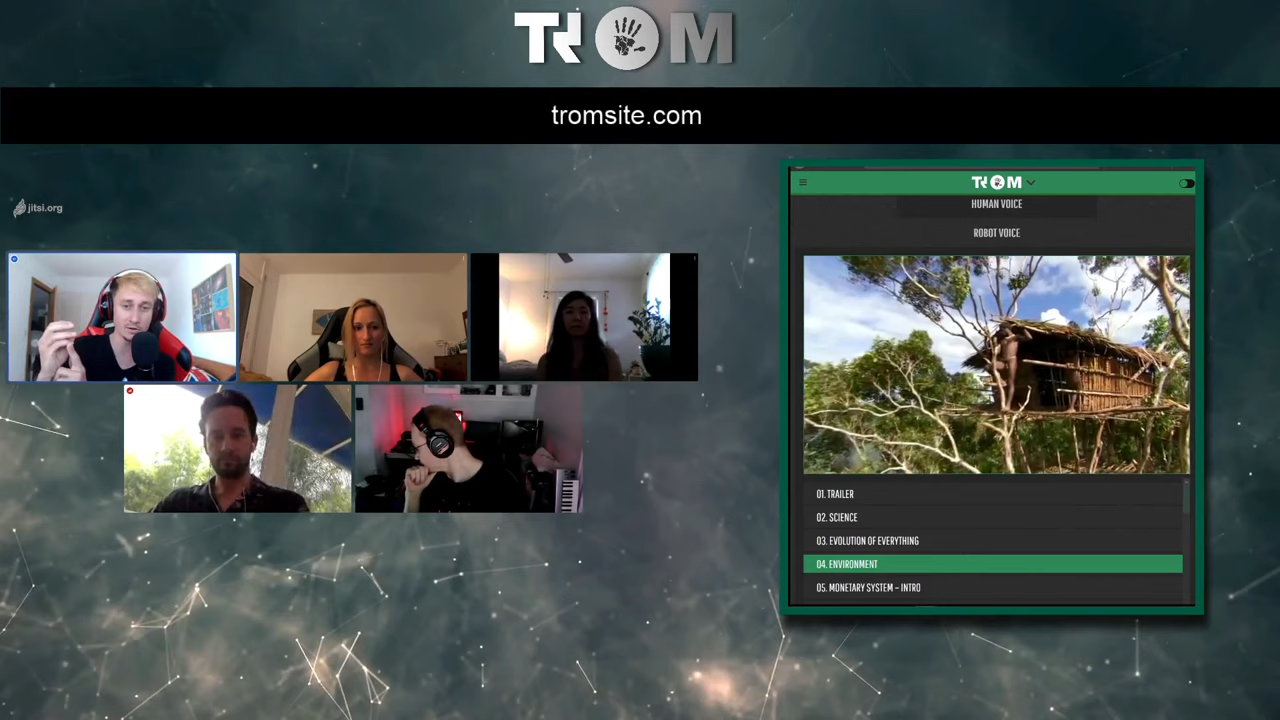 TROM
tromsite.com
jitsi.org
TROM
HUMAN VOICE
ROBOT VOICE
01. TRAILER
02. SCIENCE
03. EVOLUTION OF EVERYTHING
04. ENVIRONMENT
05. MONETARY SYSTEM – INTRO